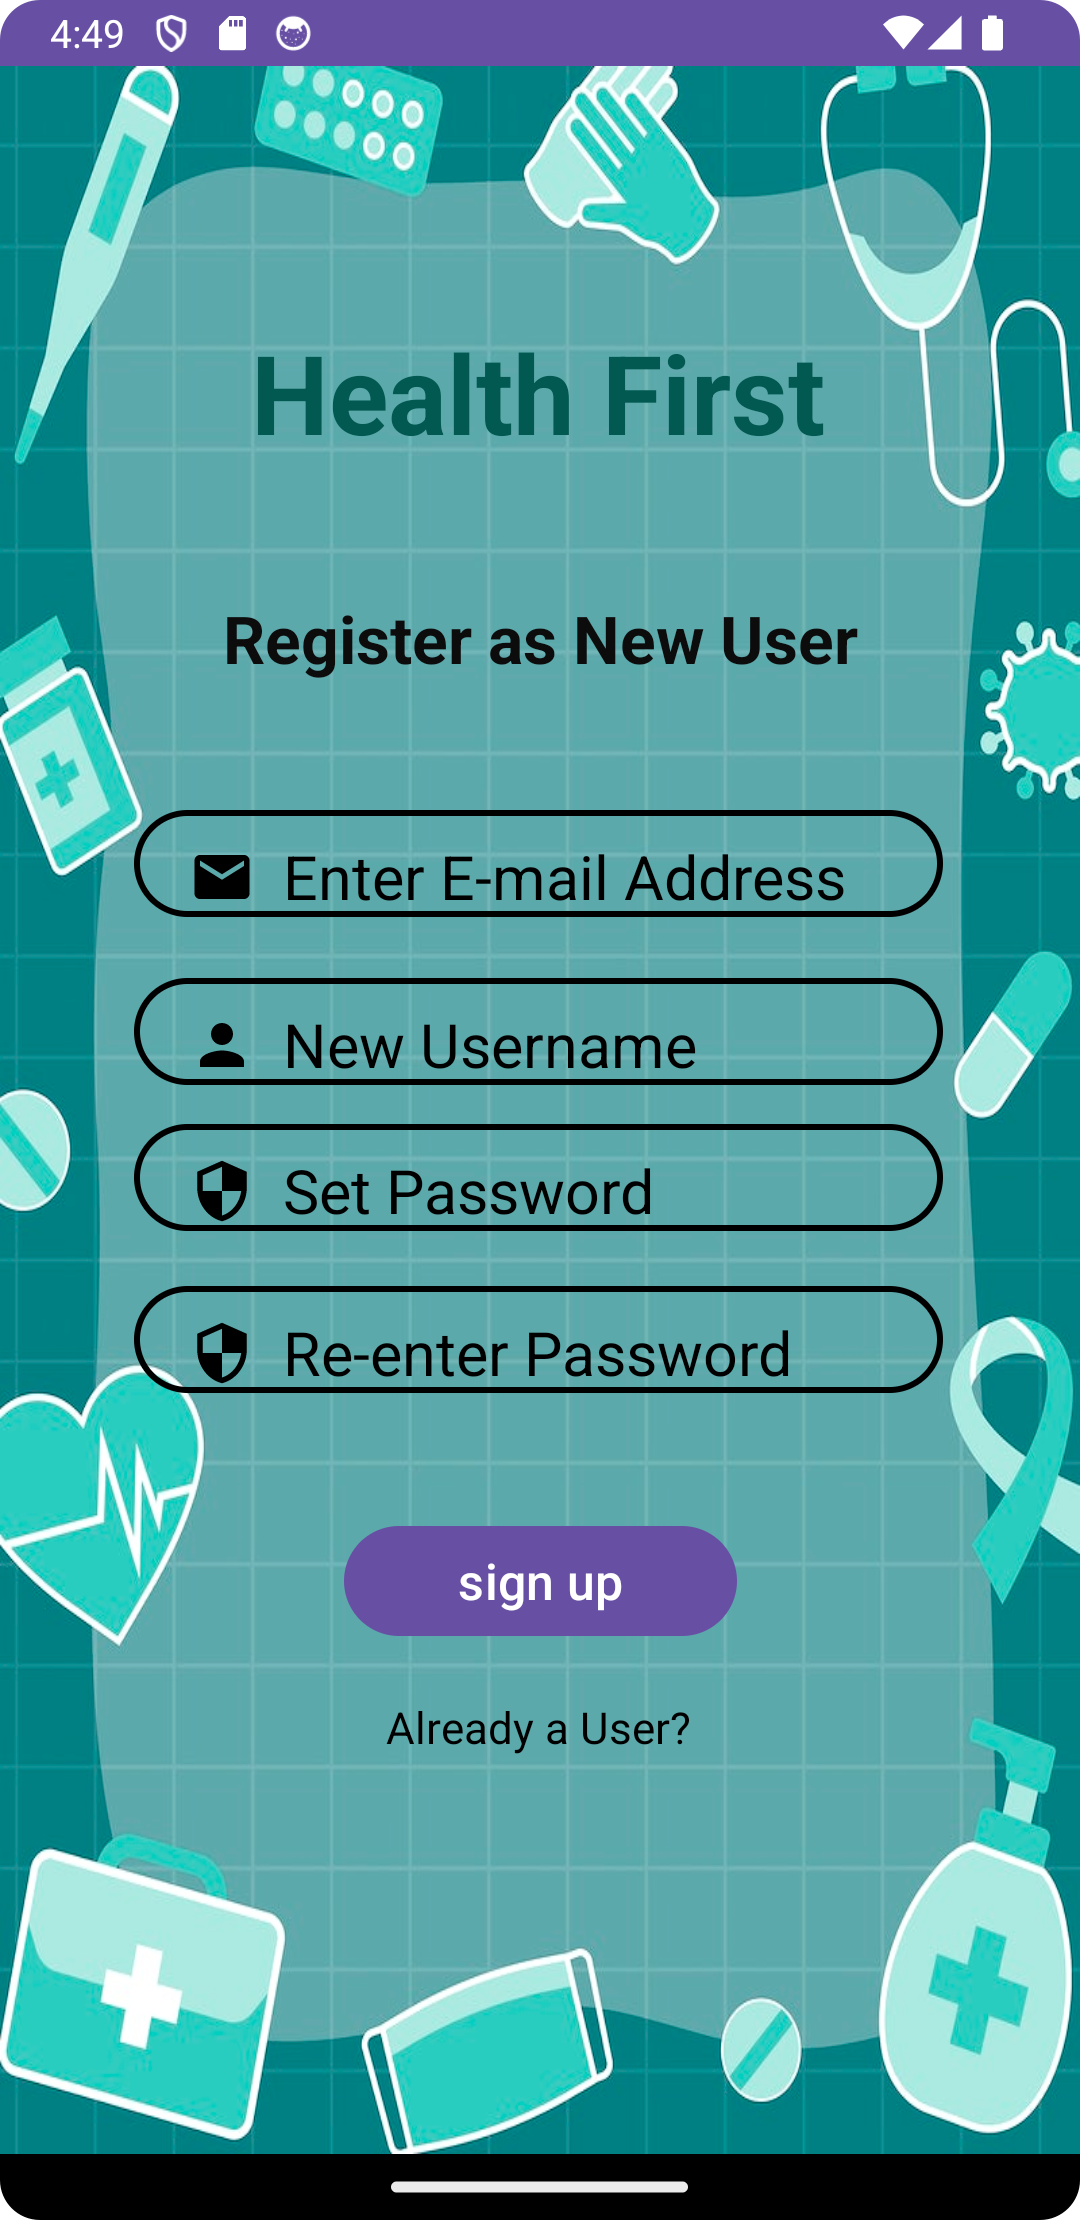 4:49
Health First
Register as New User
Enter E-mail Address
New Username
Set Password
Re-enter Password
sign up
Already a User?